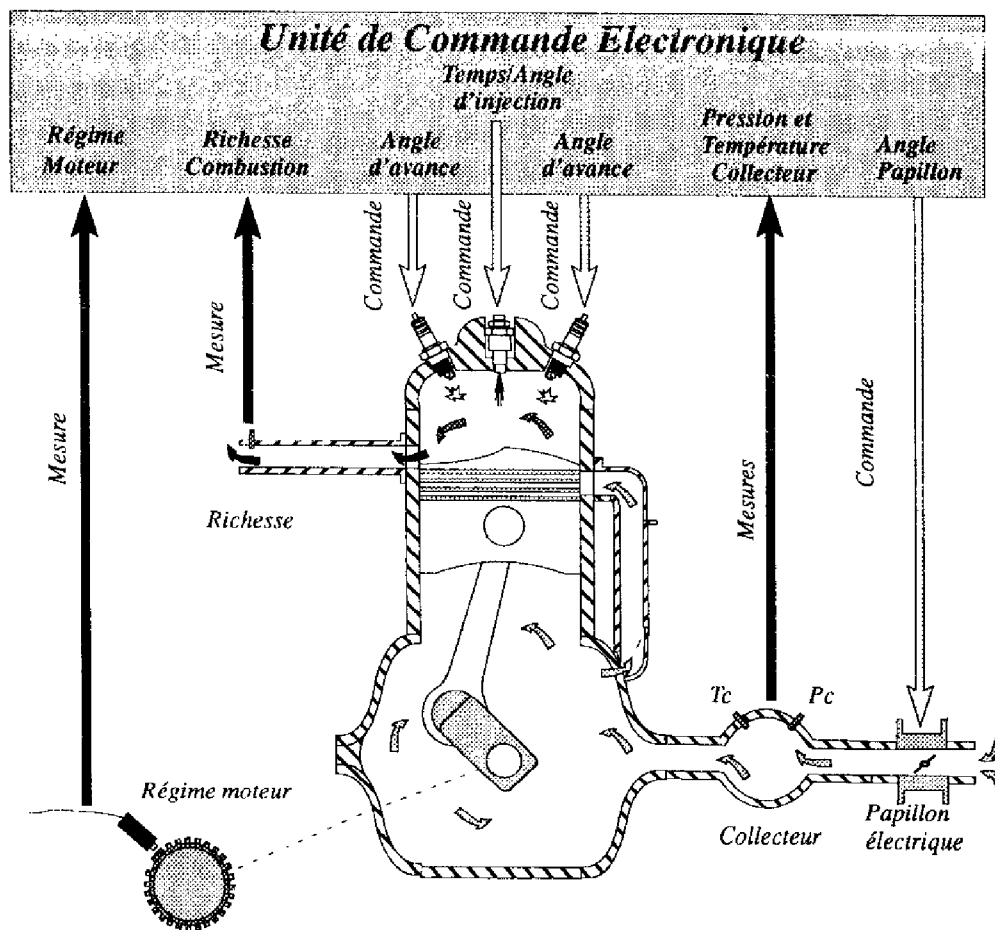 Unité de Commande Electronique
Temps/Angle
d'injection
Régime
Moteur
Richesse
Combustion
Angle
d'avance
Angle
d'avance
Pression et
Température
Collecteur
Angle
Papillon
Mesure
Mesure
Commande
Commande
Commande
Mesures
Commande
Richesse
Tc
Pc
Régime moteur
Collecteur
Papillon
électrique